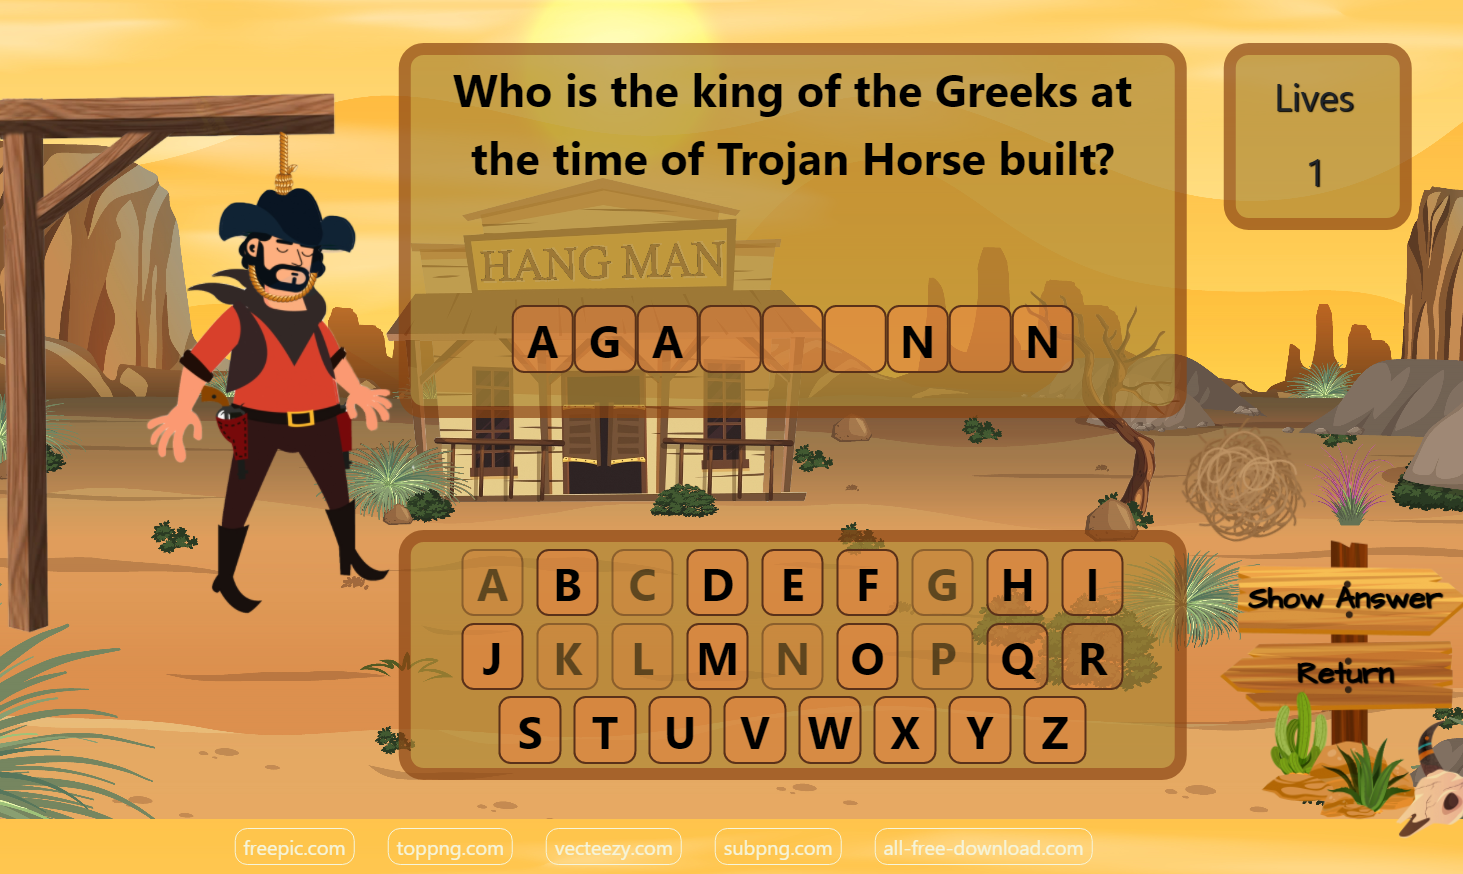 Who is the king of the Greeks at
the time of Trojan Horse built?
Lives
1
HANG MAN
A G A N N
A B C D E F G H I
J K L M N O P Q R
S T U V W X Y Z
Show Answer
Return
freepic.com toppng.com vecteezy.com subpng.com all-free-download.com